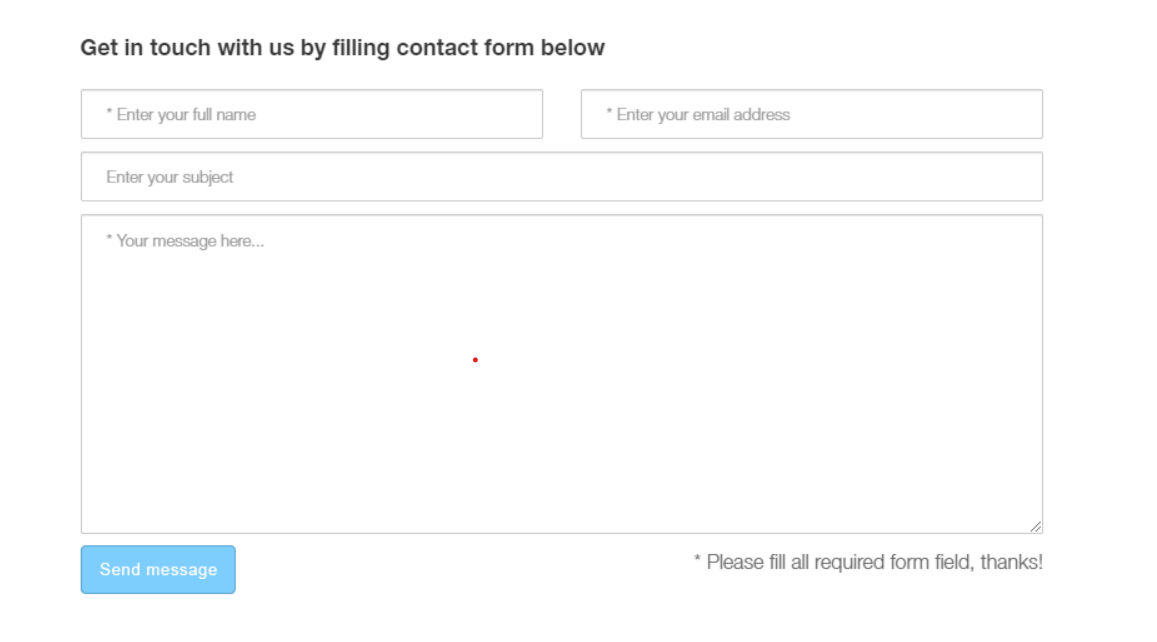 Get in touch with us by filling contact form below
* Enter your full name
* Enter your email address
Enter your subject
* Your message here...
Send message
* Please fill all required form field, thanks!